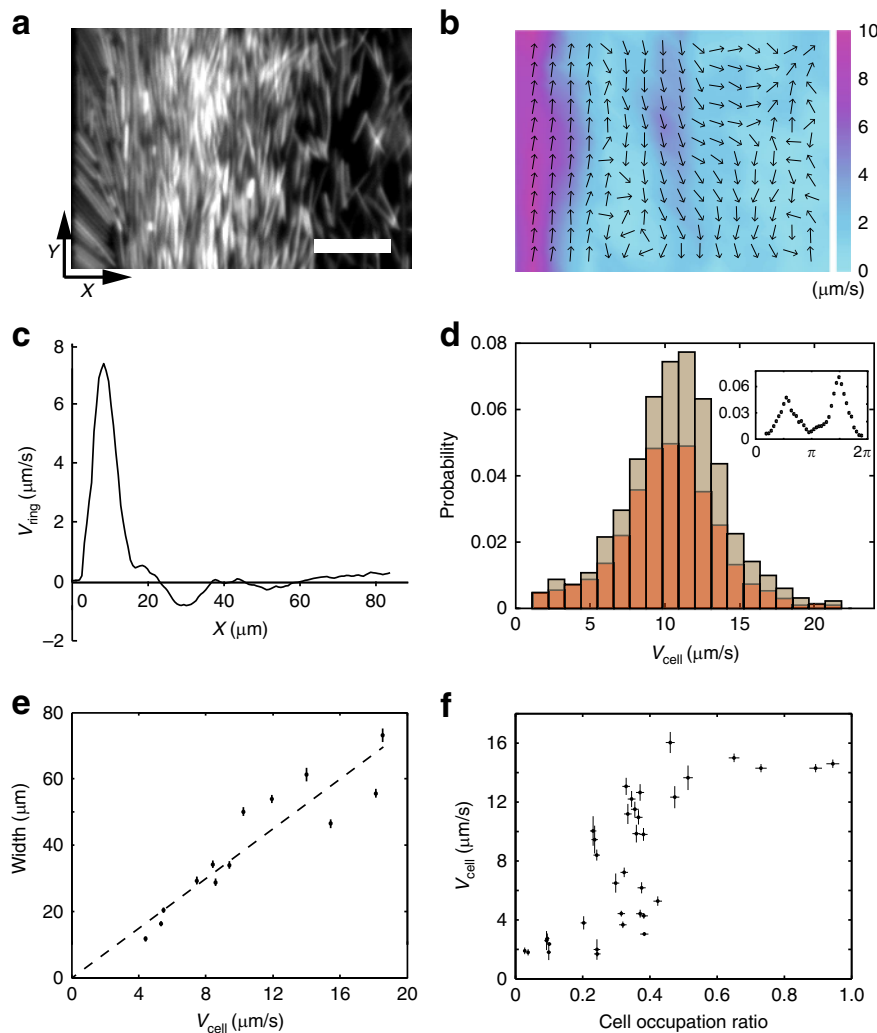 a
Y
X
b
10
8
6
4
2
0
(μm/s)
c
8
6
4
2
0
−2
0
20
40
60
80
V_ring (μm/s)
X (μm)
d
0.08
0.06
0.04
0.02
0
0
5
10
15
20
Probability
V_cell (μm/s)
0.06
0.03
0
0
π
2π
e
80
60
40
20
0
0
4
8
12
16
20
Width (μm)
V_cell (μm/s)
f
16
12
8
4
0
0
0.2
0.4
0.6
0.8
1.0
V_cell (μm/s)
Cell occupation ratio